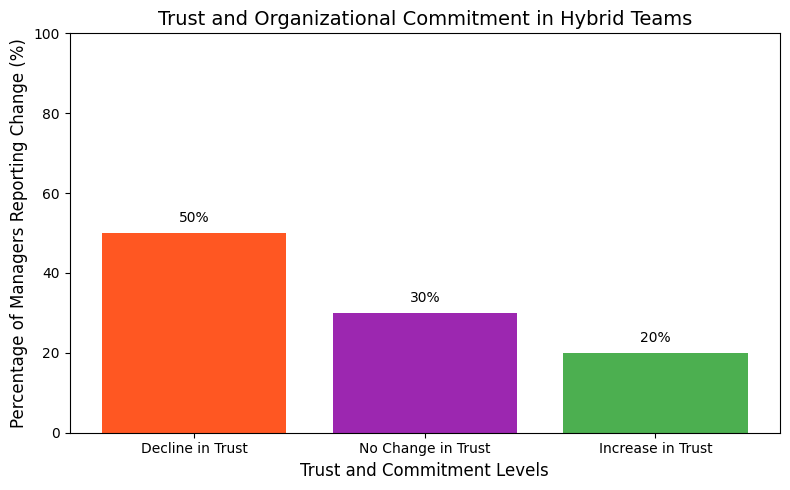 Trust and Organizational Commitment in Hybrid Teams
Percentage of Managers Reporting Change (%)
100
80
60
40
20
0
50%
30%
20%
Decline in Trust
No Change in Trust
Increase in Trust
Trust and Commitment Levels